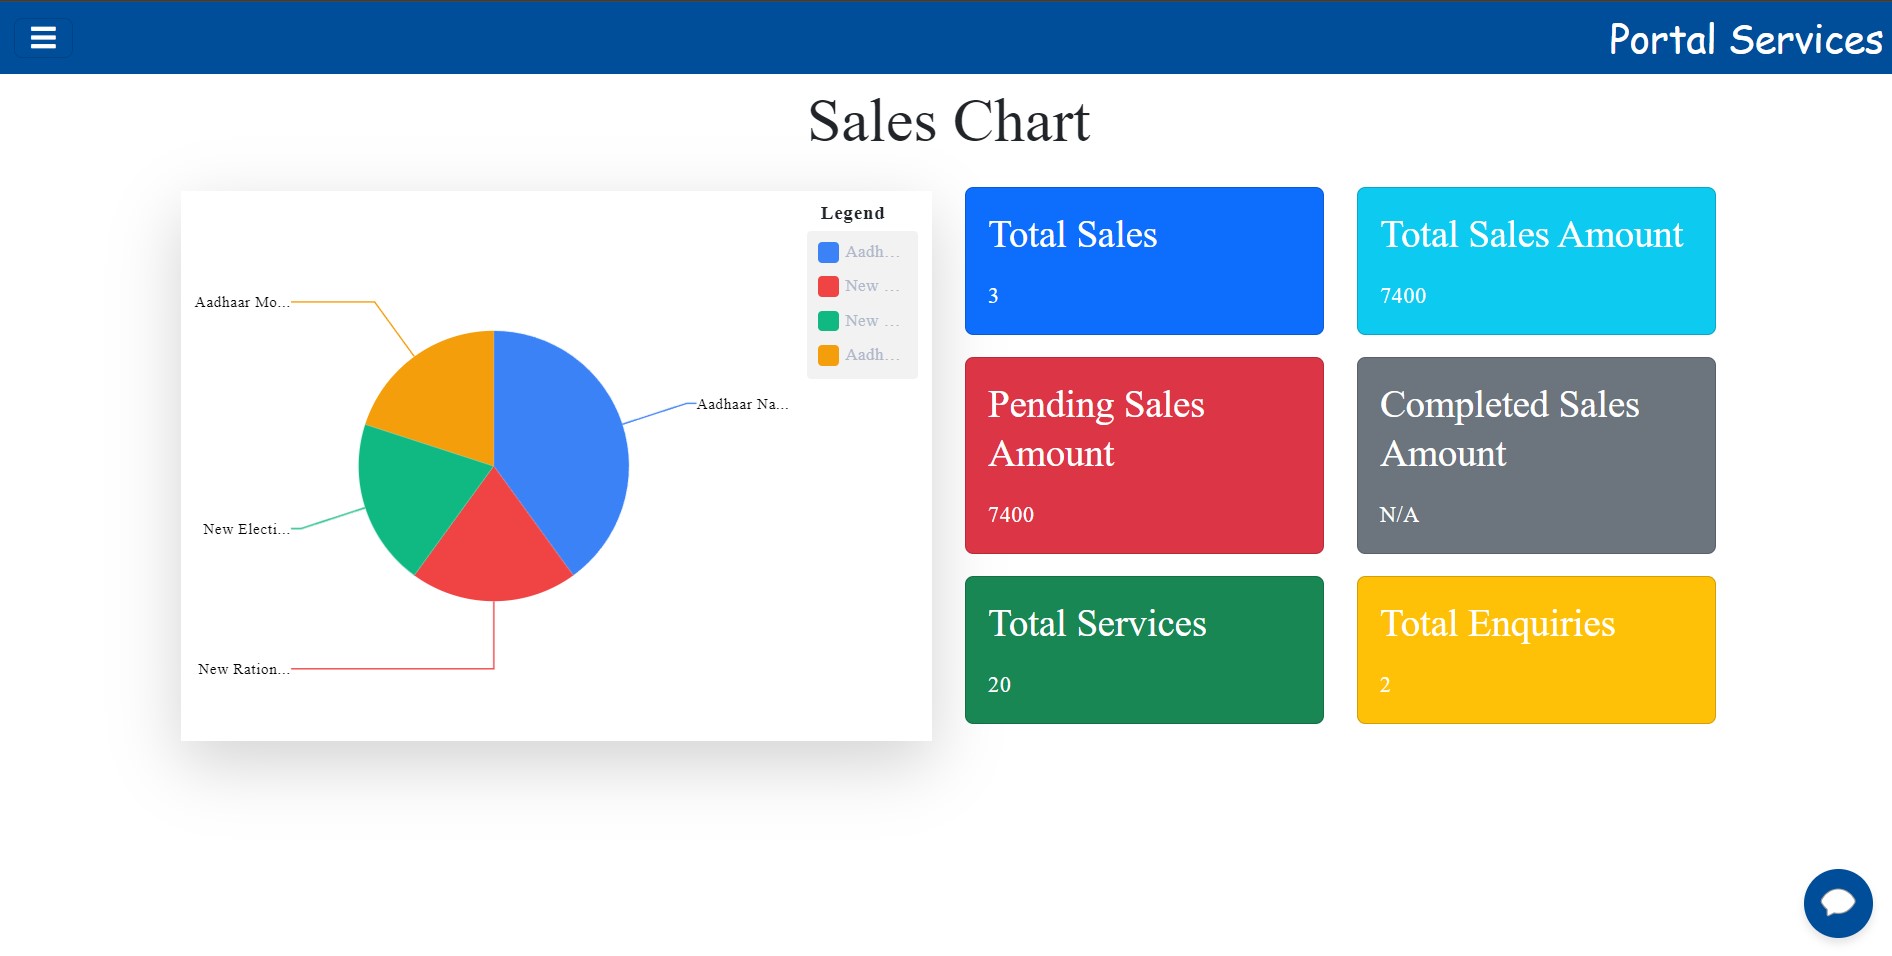 Portal Services
Sales Chart
Legend
Aadh...
New ...
New ...
Aadh...
Aadhaar Mo...
Aadhaar Na...
New Electi...
New Ration...
Total Sales
3
Total Sales Amount
7400
Pending Sales
Amount
7400
Completed Sales
Amount
N/A
Total Services
20
Total Enquiries
2